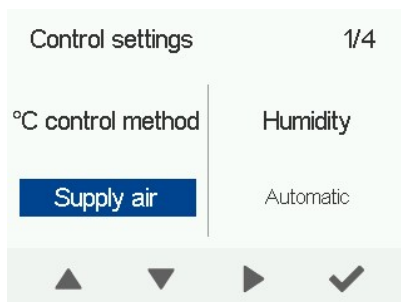 Control settings 1/4
°C control method Humidity
Supply air Automatic